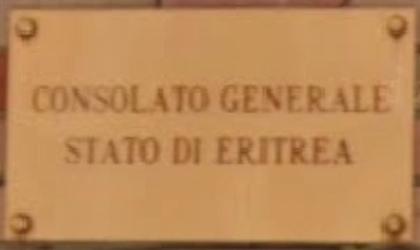 CONSOLATO GENERALE
STATO DI ERITREA